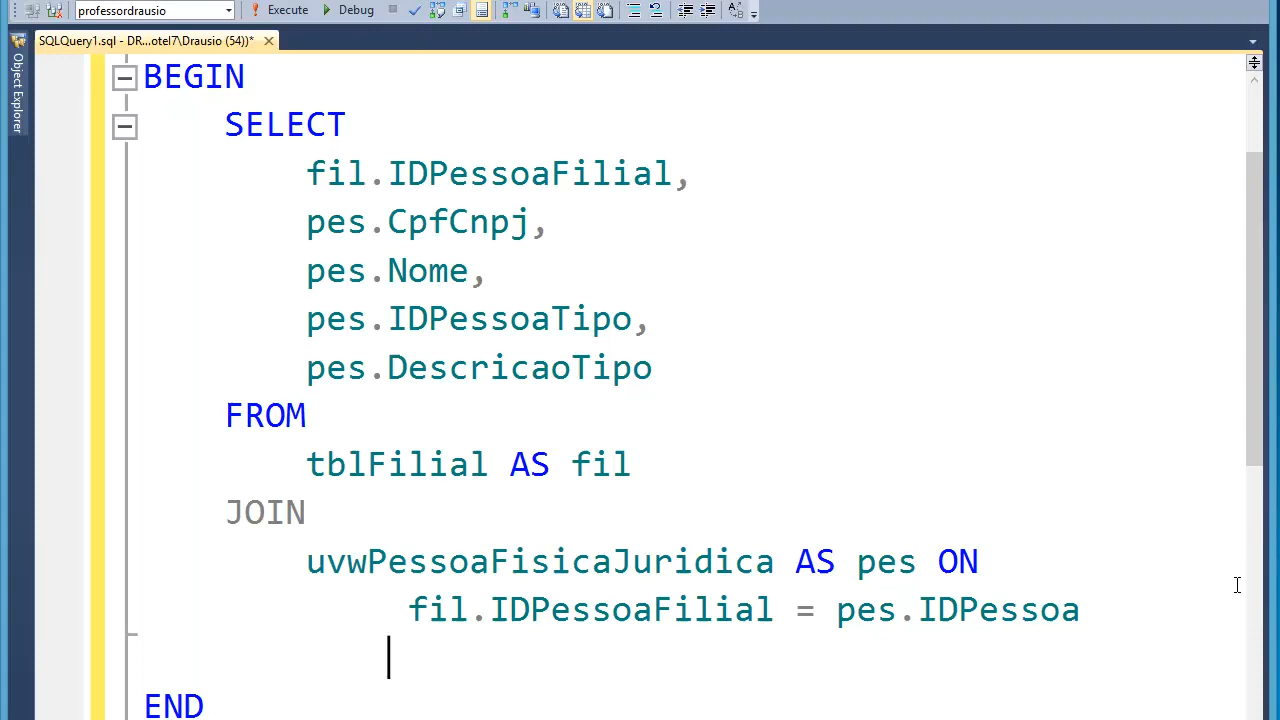 professordrausio Execute Debug
SQLQuery1.sql - DR...otel7\Drausio (54))*
Object Explorer
BEGIN
SELECT
fil.IDPessoaFilial,
pes.CpfCnpj,
pes.Nome,
pes.IDPessoaTipo,
pes.DescricaoTipo
FROM
tblFilial AS fil
JOIN
uvwPessoaFisicaJuridica AS pes ON
fil.IDPessoaFilial = pes.IDPessoa
END